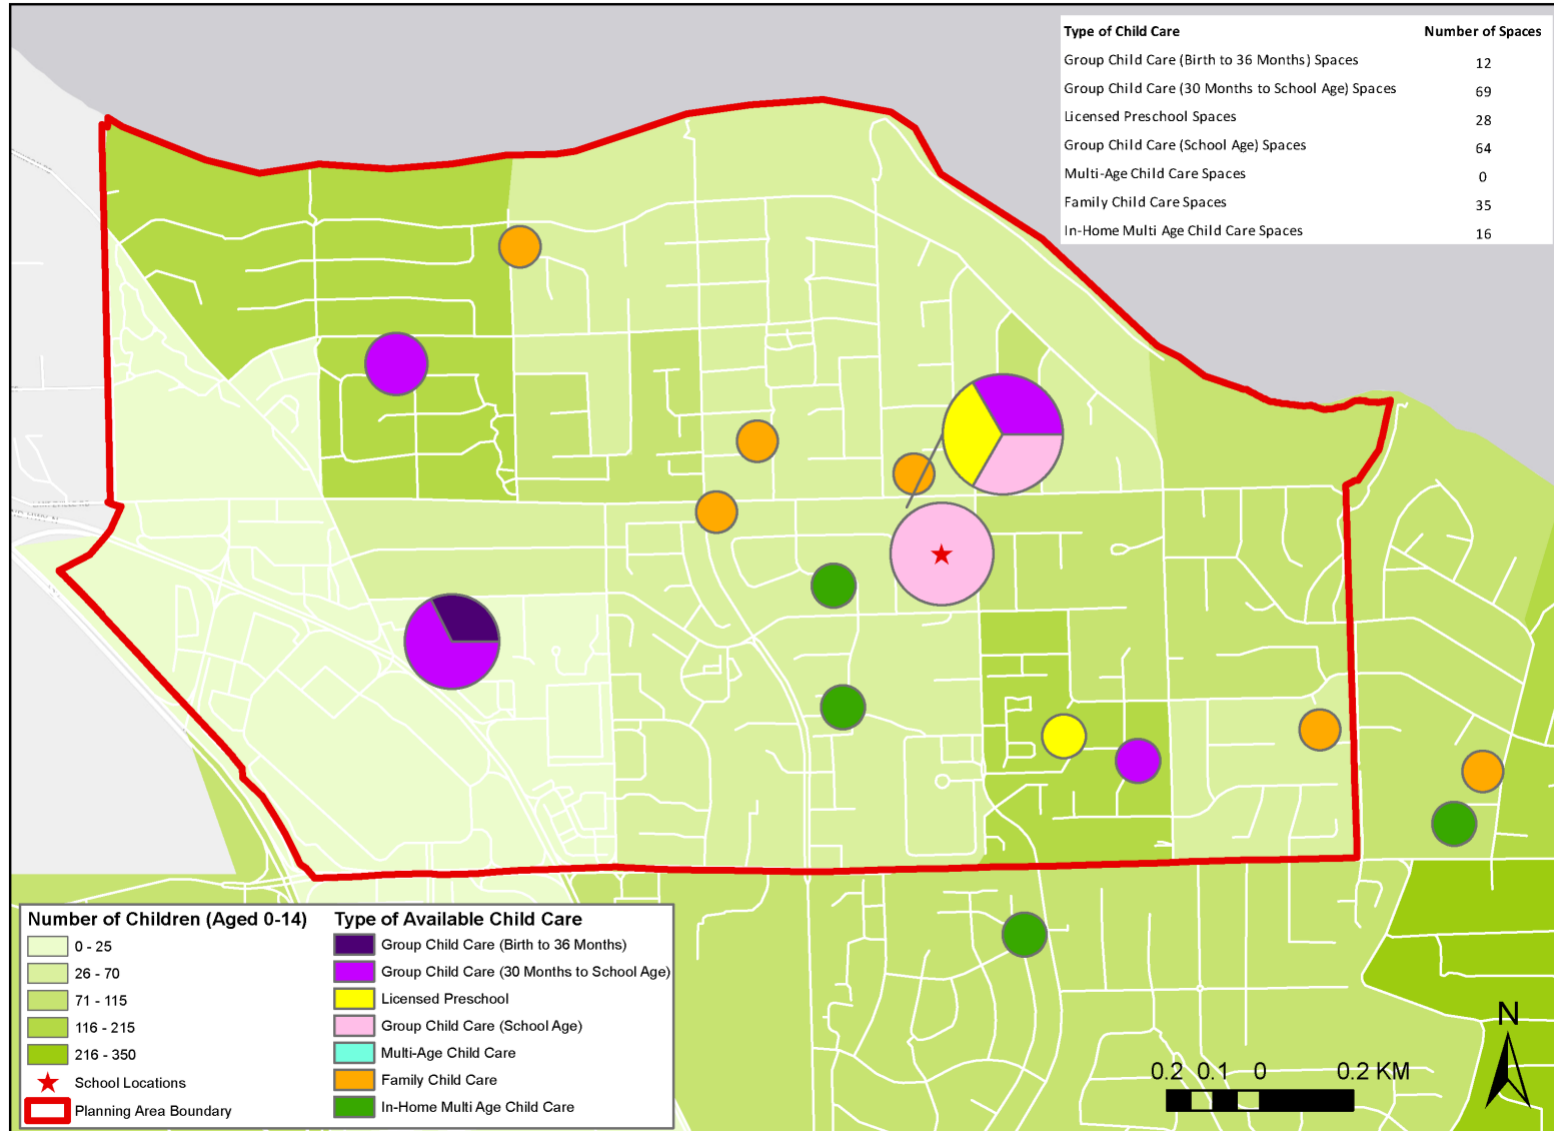 Type of Child Care Number of Spaces
Group Child Care (Birth to 36 Months) Spaces 12
Group Child Care (30 Months to School Age) Spaces 69
Licensed Preschool Spaces 28
Group Child Care (School Age) Spaces 64
Multi-Age Child Care Spaces 0
Family Child Care Spaces 35
In-Home Multi Age Child Care Spaces 16
Number of Children (Aged 0-14)
0 - 25
26 - 70
71 - 115
116 - 215
216 - 350
School Locations
Planning Area Boundary
Type of Available Child Care
Group Child Care (Birth to 36 Months)
Group Child Care (30 Months to School Age)
Licensed Preschool
Group Child Care (School Age)
Multi-Age Child Care
Family Child Care
In-Home Multi Age Child Care
N
0.2 0.1 0 0.2 KM